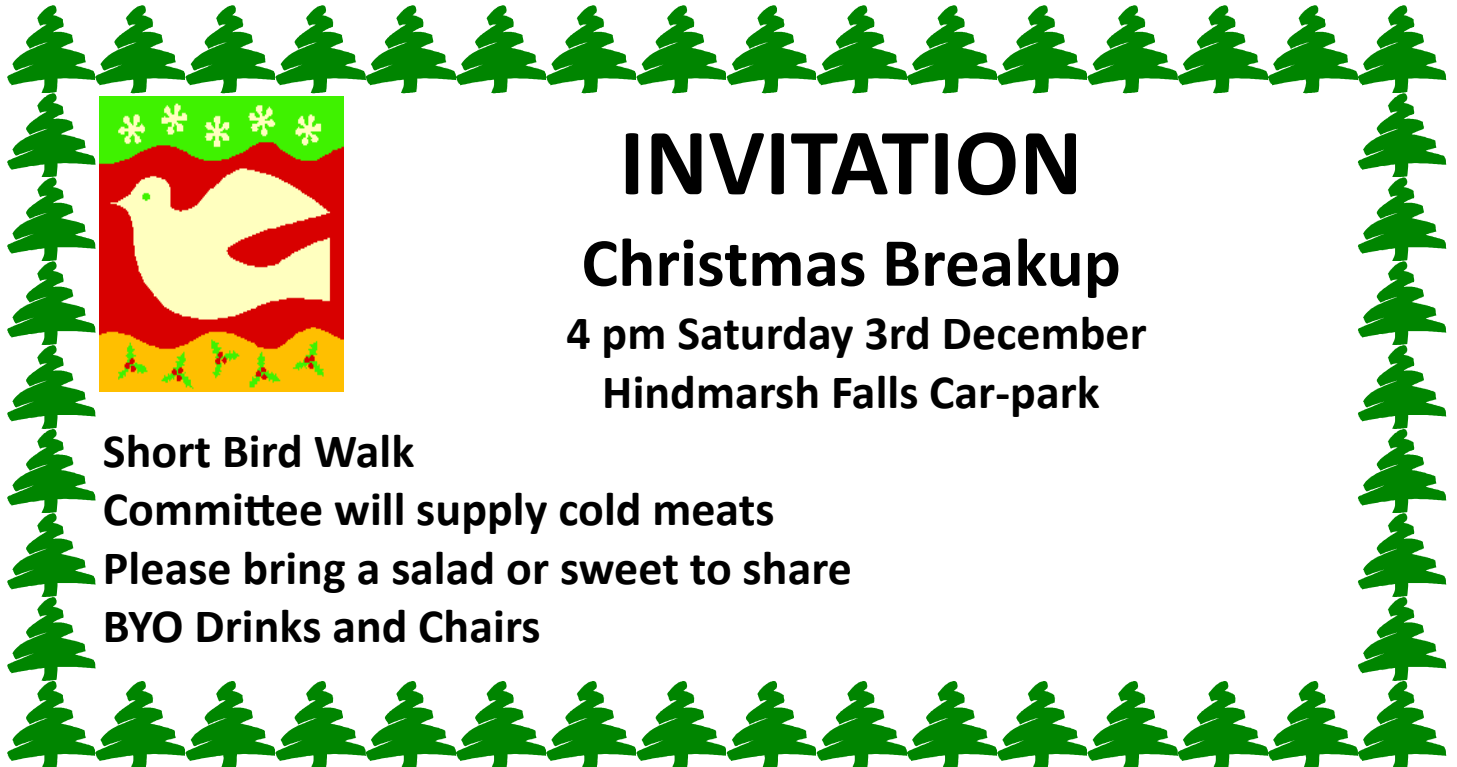 INVITATION
Christmas Breakup
4 pm Saturday 3rd December
Hindmarsh Falls Car-park
Short Bird Walk
Committee will supply cold meats
Please bring a salad or sweet to share
BYO Drinks and Chairs